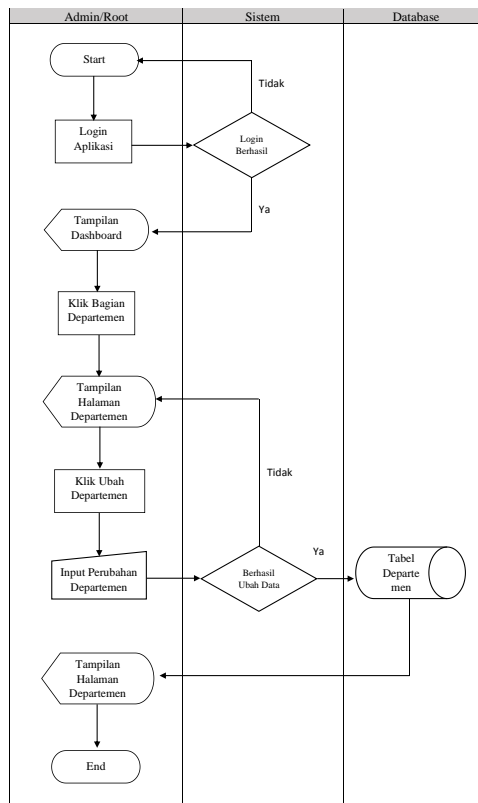 Admin/Root
Sistem
Database
Start
Tidak
Login
Aplikasi
Login
Berhasil
Ya
Tampilan
Dashboard
Klik Bagian
Departemen
Tampilan
Halaman
Departemen
Tidak
Klik Ubah
Departemen
Input Perubahan
Departemen
Berhasil
Ubah Data
Ya
Tabel
Departe
men
Tampilan
Halaman
Departemen
End